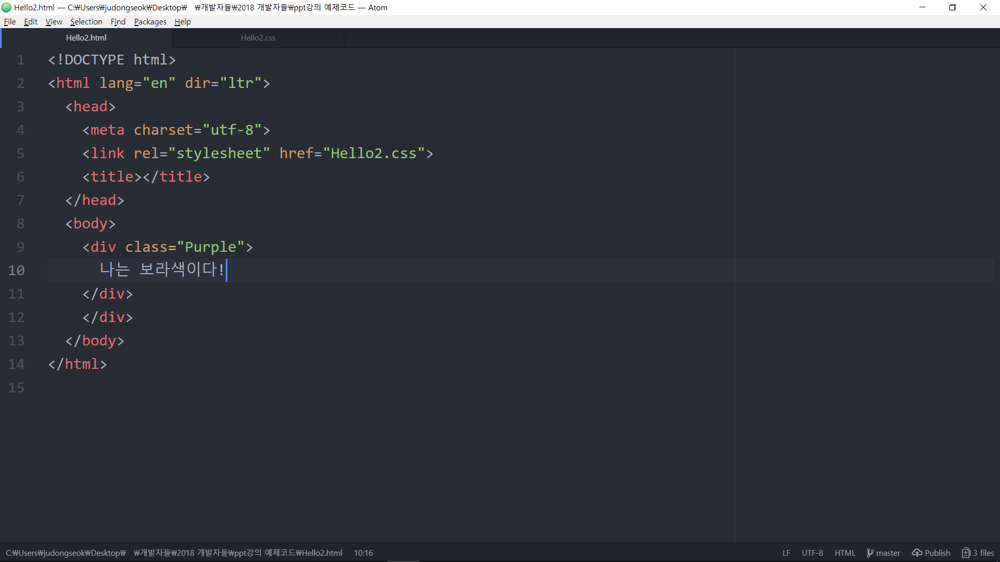 Hello2.html — C:₩Users₩judongseok₩Desktop₩ ₩개발자들₩2018 개발자들₩ppt강의 예제코드 — Atom
File Edit View Selection Find Packages Help
Hello2.html Hello2.css
1 <!DOCTYPE html>
2 <html lang="en" dir="ltr">
3 <head>
4 <meta charset="utf-8">
5 <link rel="stylesheet" href="Hello2.css">
6 <title></title>
7 </head>
8 <body>
9 <div class="Purple">
10 나는 보라색이다!
11 </div>
12 </div>
13 </body>
14 </html>
15
C:₩Users₩judongseok₩Desktop₩ ₩개발자들₩2018 개발자들₩ppt강의 예제코드₩Hello2.html 10:16 LF UTF-8 HTML master Publish 3 files